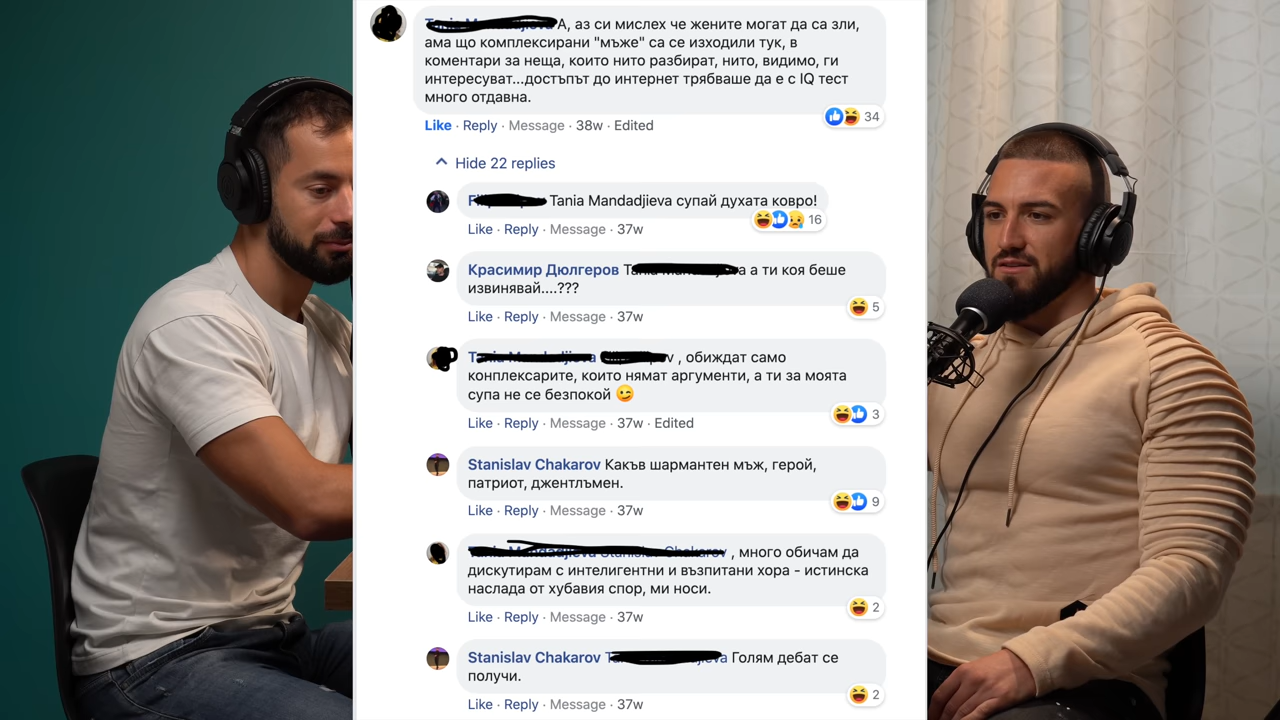 А, аз си мислех че жените могат да са зли,
ама що комплексирани "мъже" са се изходили тук, в
коментари за неща, които нито разбират, нито, видимо, ги
интересуват...достъпът до интернет трябваше да е с IQ тест
много отдавна.
34
Like · Reply · Message · 38w · Edited
Hide 22 replies
Tania Mandadjieva супай духата ковро!
16
Like · Reply · Message · 37w
Красимир Дюлгеров а ти коя беше
извинявай....???
5
Like · Reply · Message · 37w
, обиждат само
конплексарите, които нямат аргументи, а ти за моята
супа не се безпокой 😉
3
Like · Reply · Message · 37w · Edited
Stanislav Chakarov Какъв шармантен мъж, герой,
патриот, джентлъмен.
9
Like · Reply · Message · 37w
, много обичам да
дискутирам с интелигентни и възпитани хора - истинска
наслада от хубавия спор, ми носи.
2
Like · Reply · Message · 37w
Stanislav Chakarov Голям дебат се
получи.
2
Like · Reply · Message · 37w